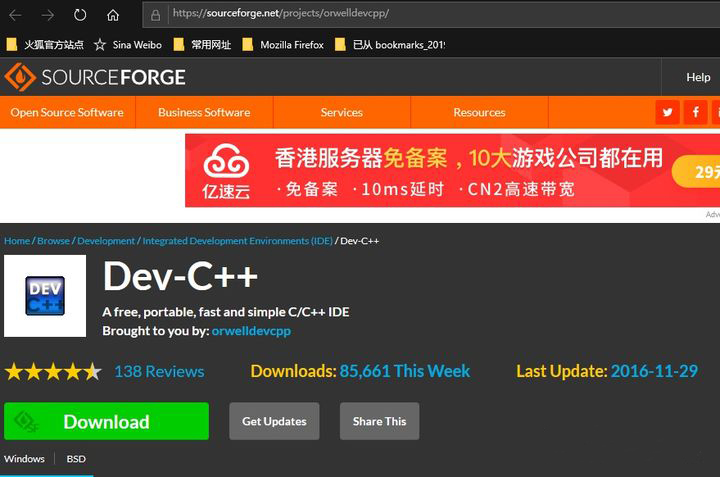 https://sourceforge.net/projects/orwelldevcpp/
火狐官方站点 Sina Weibo 常用网址 Mozilla Firefox 已从 bookmarks_201
SOURCEFORGE Help
Open Source Software Business Software Services Resources
香港服务器免备案，10大游戏公司都在用
亿速云 ·免备案 ·10ms延时 ·CN2高速带宽 29元
Adv
Home / Browse / Development / Integrated Development Environments (IDE) / Dev-C++
DEV
C++
Dev-C++
A free, portable, fast and simple C/C++ IDE
Brought to you by: orwelldevcpp
138 Reviews Downloads: 85,661 This Week Last Update: 2016-11-29
SF Download Get Updates Share This
Windows BSD